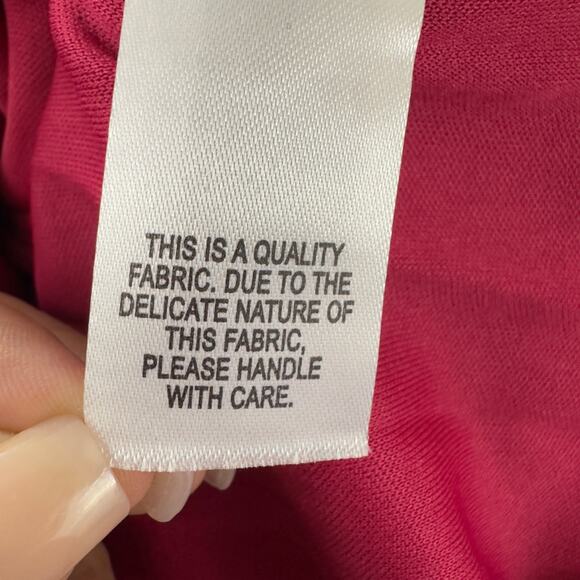 THIS IS A QUALITY
FABRIC. DUE TO THE
DELICATE NATURE OF
THIS FABRIC,
PLEASE HANDLE
WITH CARE.